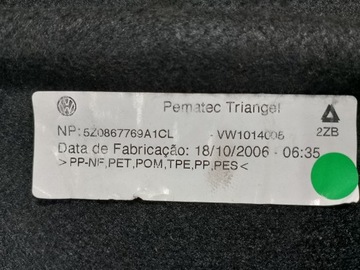 Pematec Triangel
NP: 5Z0867769A1CL - VW1014005 2ZB
Data de Fabricação: 18/10/2006 - 06:35
>PP-NF,PET,POM,TPE,PP,PES<